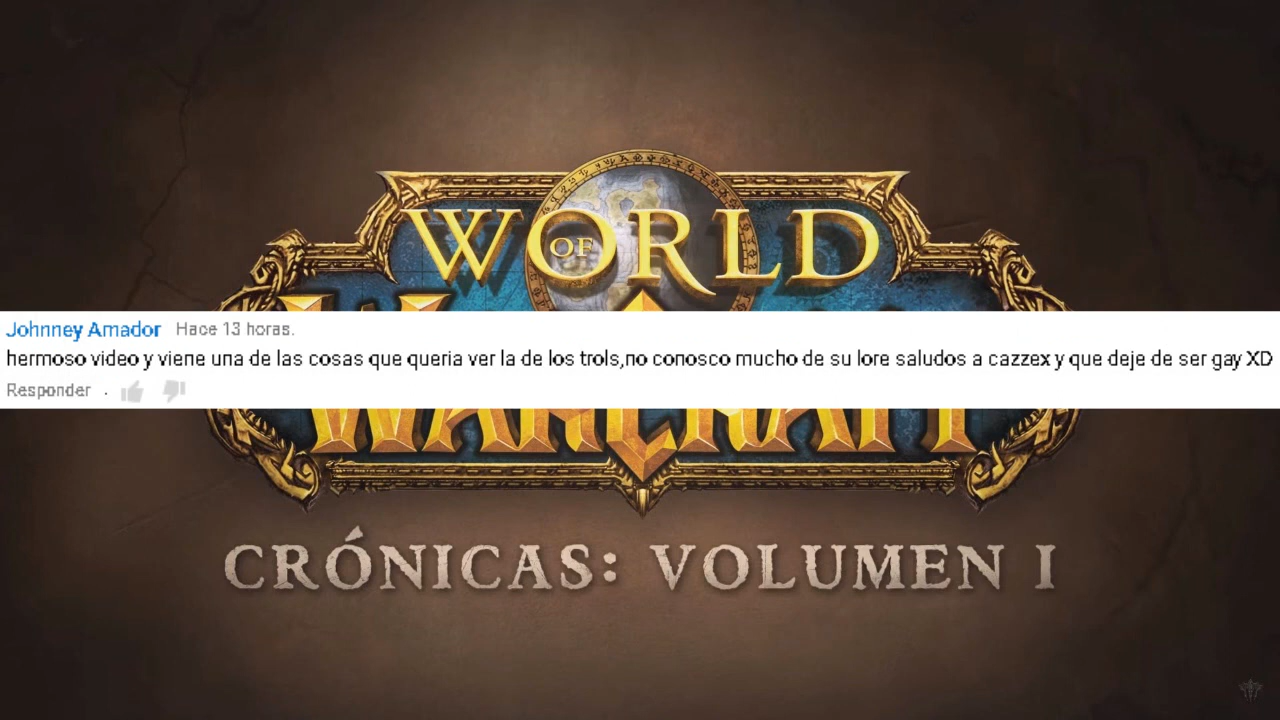 WORLD
OF
Johnney Amador Hace 13 horas.
hermoso video y viene una de las cosas que queria ver la de los trols,no conosco mucho de su lore saludos a cazzex y que deje de ser gay XD
Responder .
WARCRAFT
CRÓNICAS: VOLUMEN I